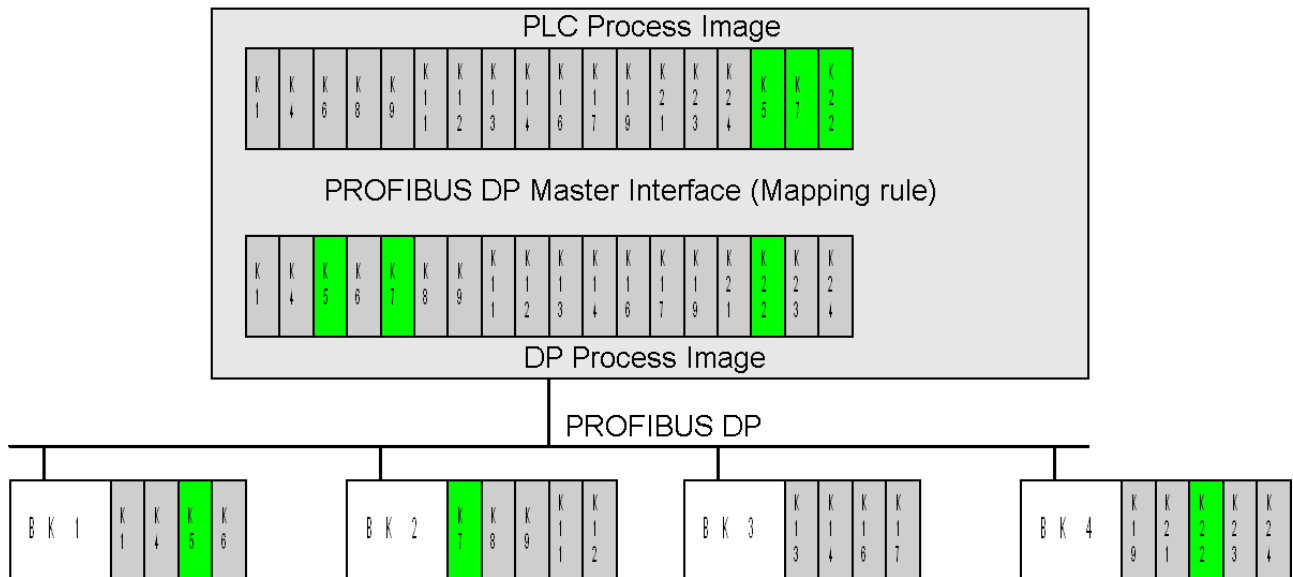 PLC Process Image
K1 K4 K6 K8 K9 K11 K12 K13 K14 K16 K17 K19 K21 K23 K24 K5 K7 K22
PROFIBUS DP Master Interface (Mapping rule)
K1 K4 K5 K6 K7 K8 K9 K11 K12 K13 K14 K16 K17 K19 K21 K22 K23 K24
DP Process Image
PROFIBUS DP
BK 1 K1 K4 K5 K6
BK 2 K7 K8 K9 K11 K12
BK 3 K13 K14 K16 K17
BK 4 K19 K21 K22 K23 K24